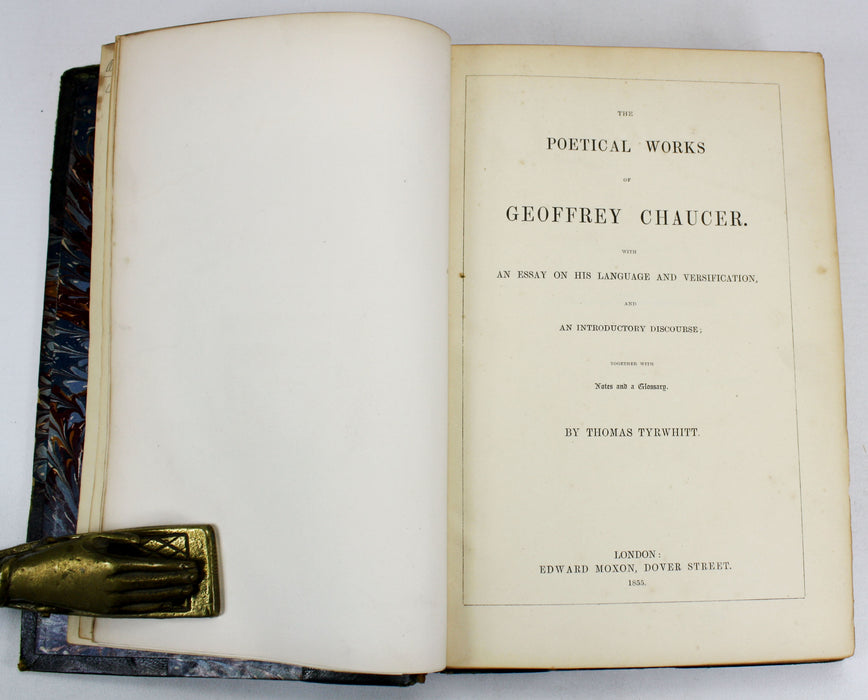 THE
POETICAL WORKS
OF
GEOFFREY CHAUCER.
WITH
AN ESSAY ON HIS LANGUAGE AND VERSIFICATION,
AND
AN INTRODUCTORY DISCOURSE;
TOGETHER WITH
Notes and a Glossary.
BY THOMAS TYRWHITT.
LONDON:
EDWARD MOXON, DOVER STREET.
1855.